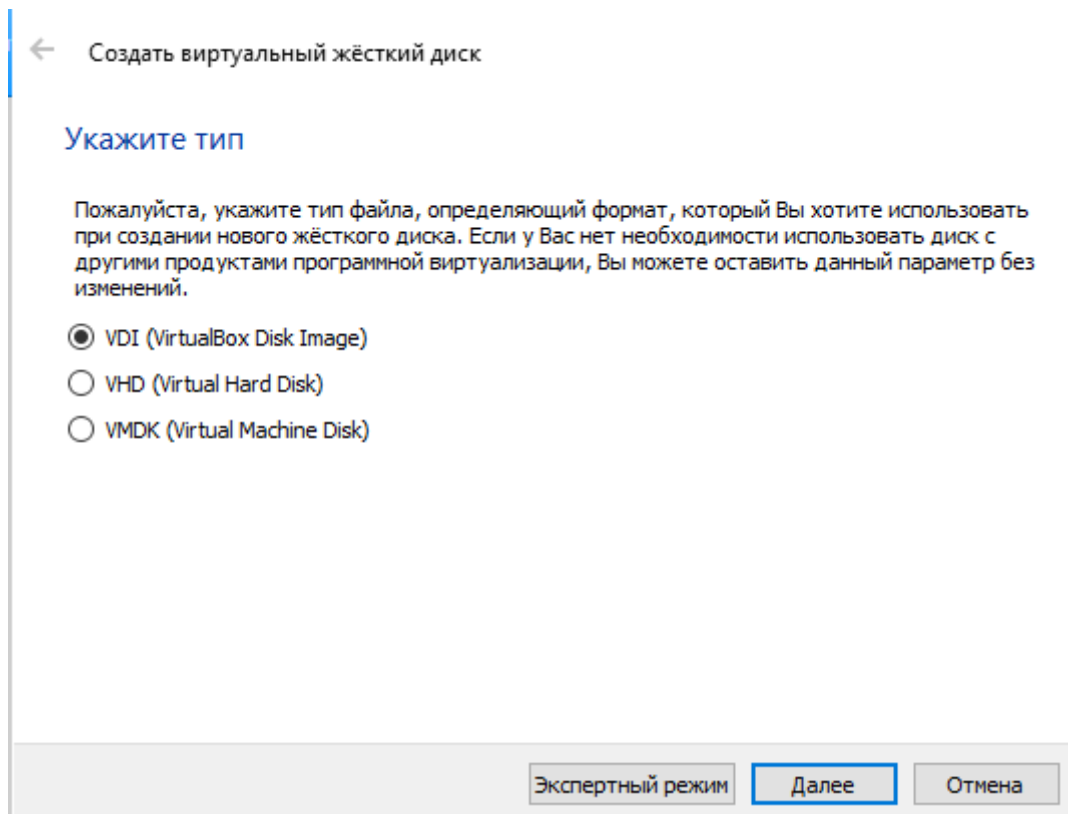 Создать виртуальный жёсткий диск
Укажите тип
Пожалуйста, укажите тип файла, определяющий формат, который Вы хотите использовать
при создании нового жёсткого диска. Если у Вас нет необходимости использовать диск с
другими продуктами программной виртуализации, Вы можете оставить данный параметр без
изменений.
VDI (VirtualBox Disk Image)
VHD (Virtual Hard Disk)
VMDK (Virtual Machine Disk)
Экспертный режим Далее Отмена